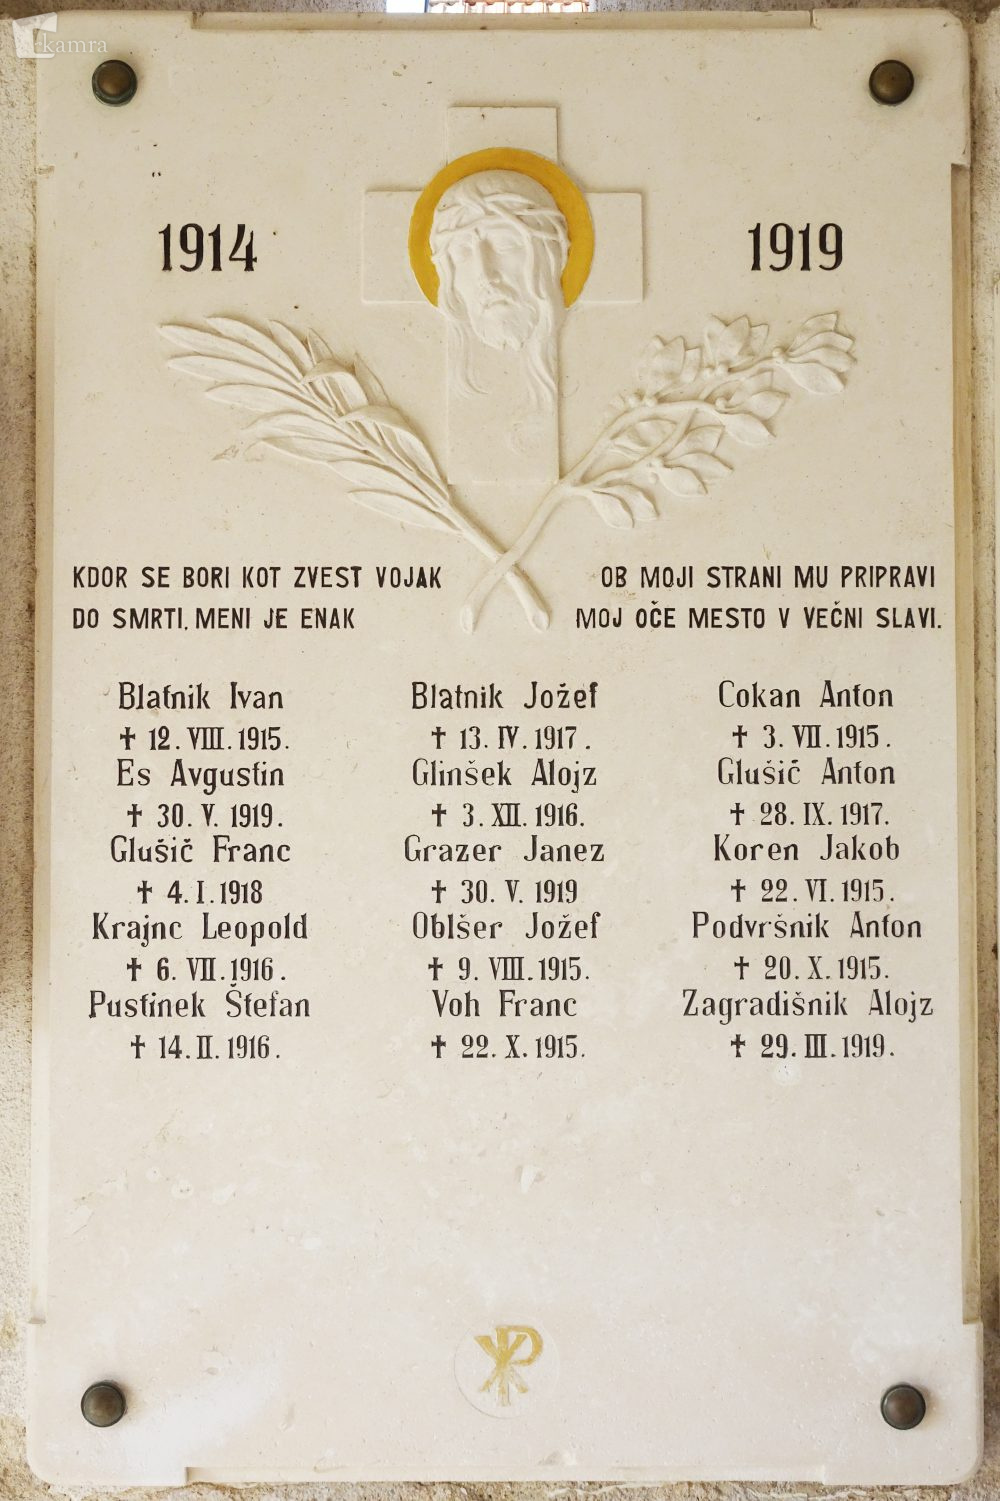 kamra
1914 1919
KDOR SE BORI KOT ZVEST VOJAK
DO SMRTI, MENI JE ENAK
OB MOJI STRANI MU PRIPRAVI
MOJ OČE MESTO V VEČNI SLAVI.
Blatnik Ivan Blatnik Jožef Cokan Anton
✝ 12. VIII. 1915. ✝ 13. IV. 1917. ✝ 3. VII. 1915.
Es Avgustin Glinšek Alojz Glušič Anton
✝ 30. V. 1919. ✝ 3. XII. 1916. ✝ 28. IX. 1917.
Glušič Franc Grazer Janez Koren Jakob
✝ 4. I. 1918 ✝ 30. V. 1919 ✝ 22. VI. 1915.
Krajnc Leopold Oblšer Jožef Podvršnik Anton
✝ 6. VII. 1916. ✝ 9. VIII. 1915. ✝ 20. X. 1915.
Pustinek Štefan Voh Franc Zagradišnik Alojz
✝ 14. II. 1916. ✝ 22. X. 1915. ✝ 29. III. 1919.